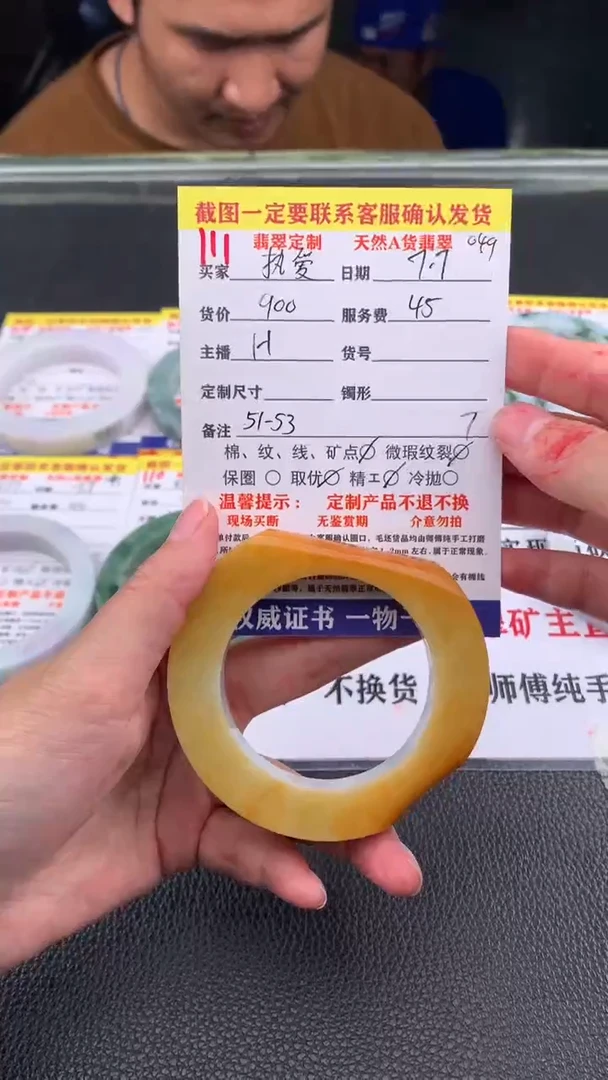 截图一定要联系客服确认发货
111 翡翠定制 天然A货翡翠 049
买家 执爱 日期 7.7
货价 900 服务费 45
主播 H 货号
定制尺寸 镯形
备注 51-53 7
棉、纹、线、矿点 微瑕纹裂
保圈 取优 精工 冷抛
温馨提示： 定制产品不退不换
现场买断 无鉴赏期 介意勿拍
权威证书 一物一
矿主直
不换货 师傅纯手
110